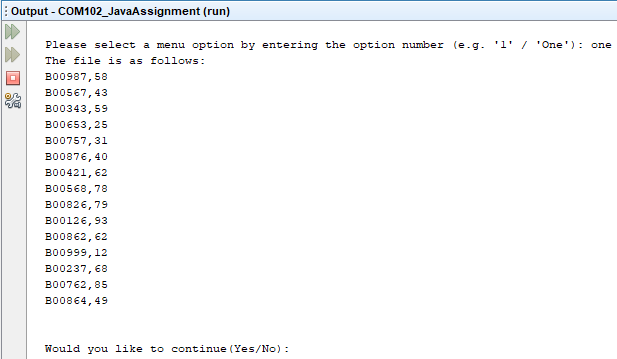 Output - COM102_JavaAssignment (run)
Please select a menu option by entering the option number (e.g. '1' / 'One'): one
The file is as follows:
B00987,58
B00567,43
B00343,59
B00653,25
B00757,31
B00876,40
B00421,62
B00568,78
B00826,79
B00126,93
B00862,62
B00999,12
B00237,68
B00762,85
B00864,49
Would you like to continue(Yes/No):